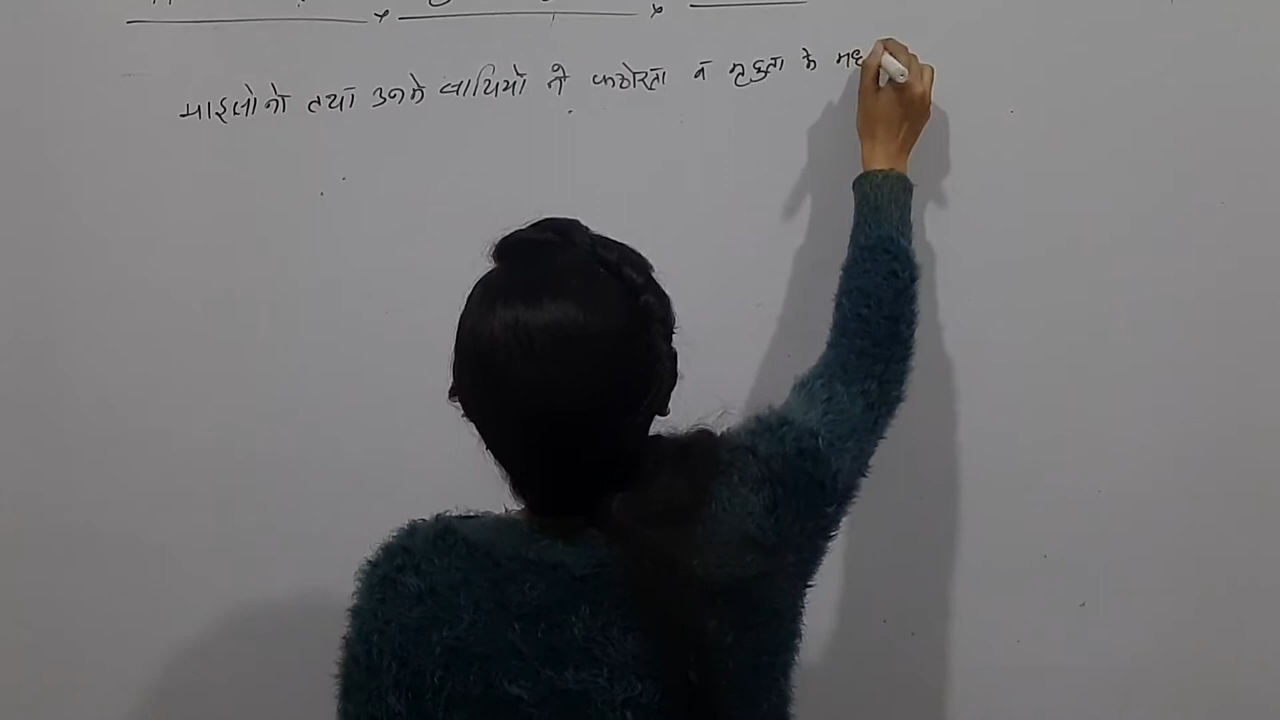 माइलोनो तथा उनके साथियों ने कठोरता व मृदुता के मध